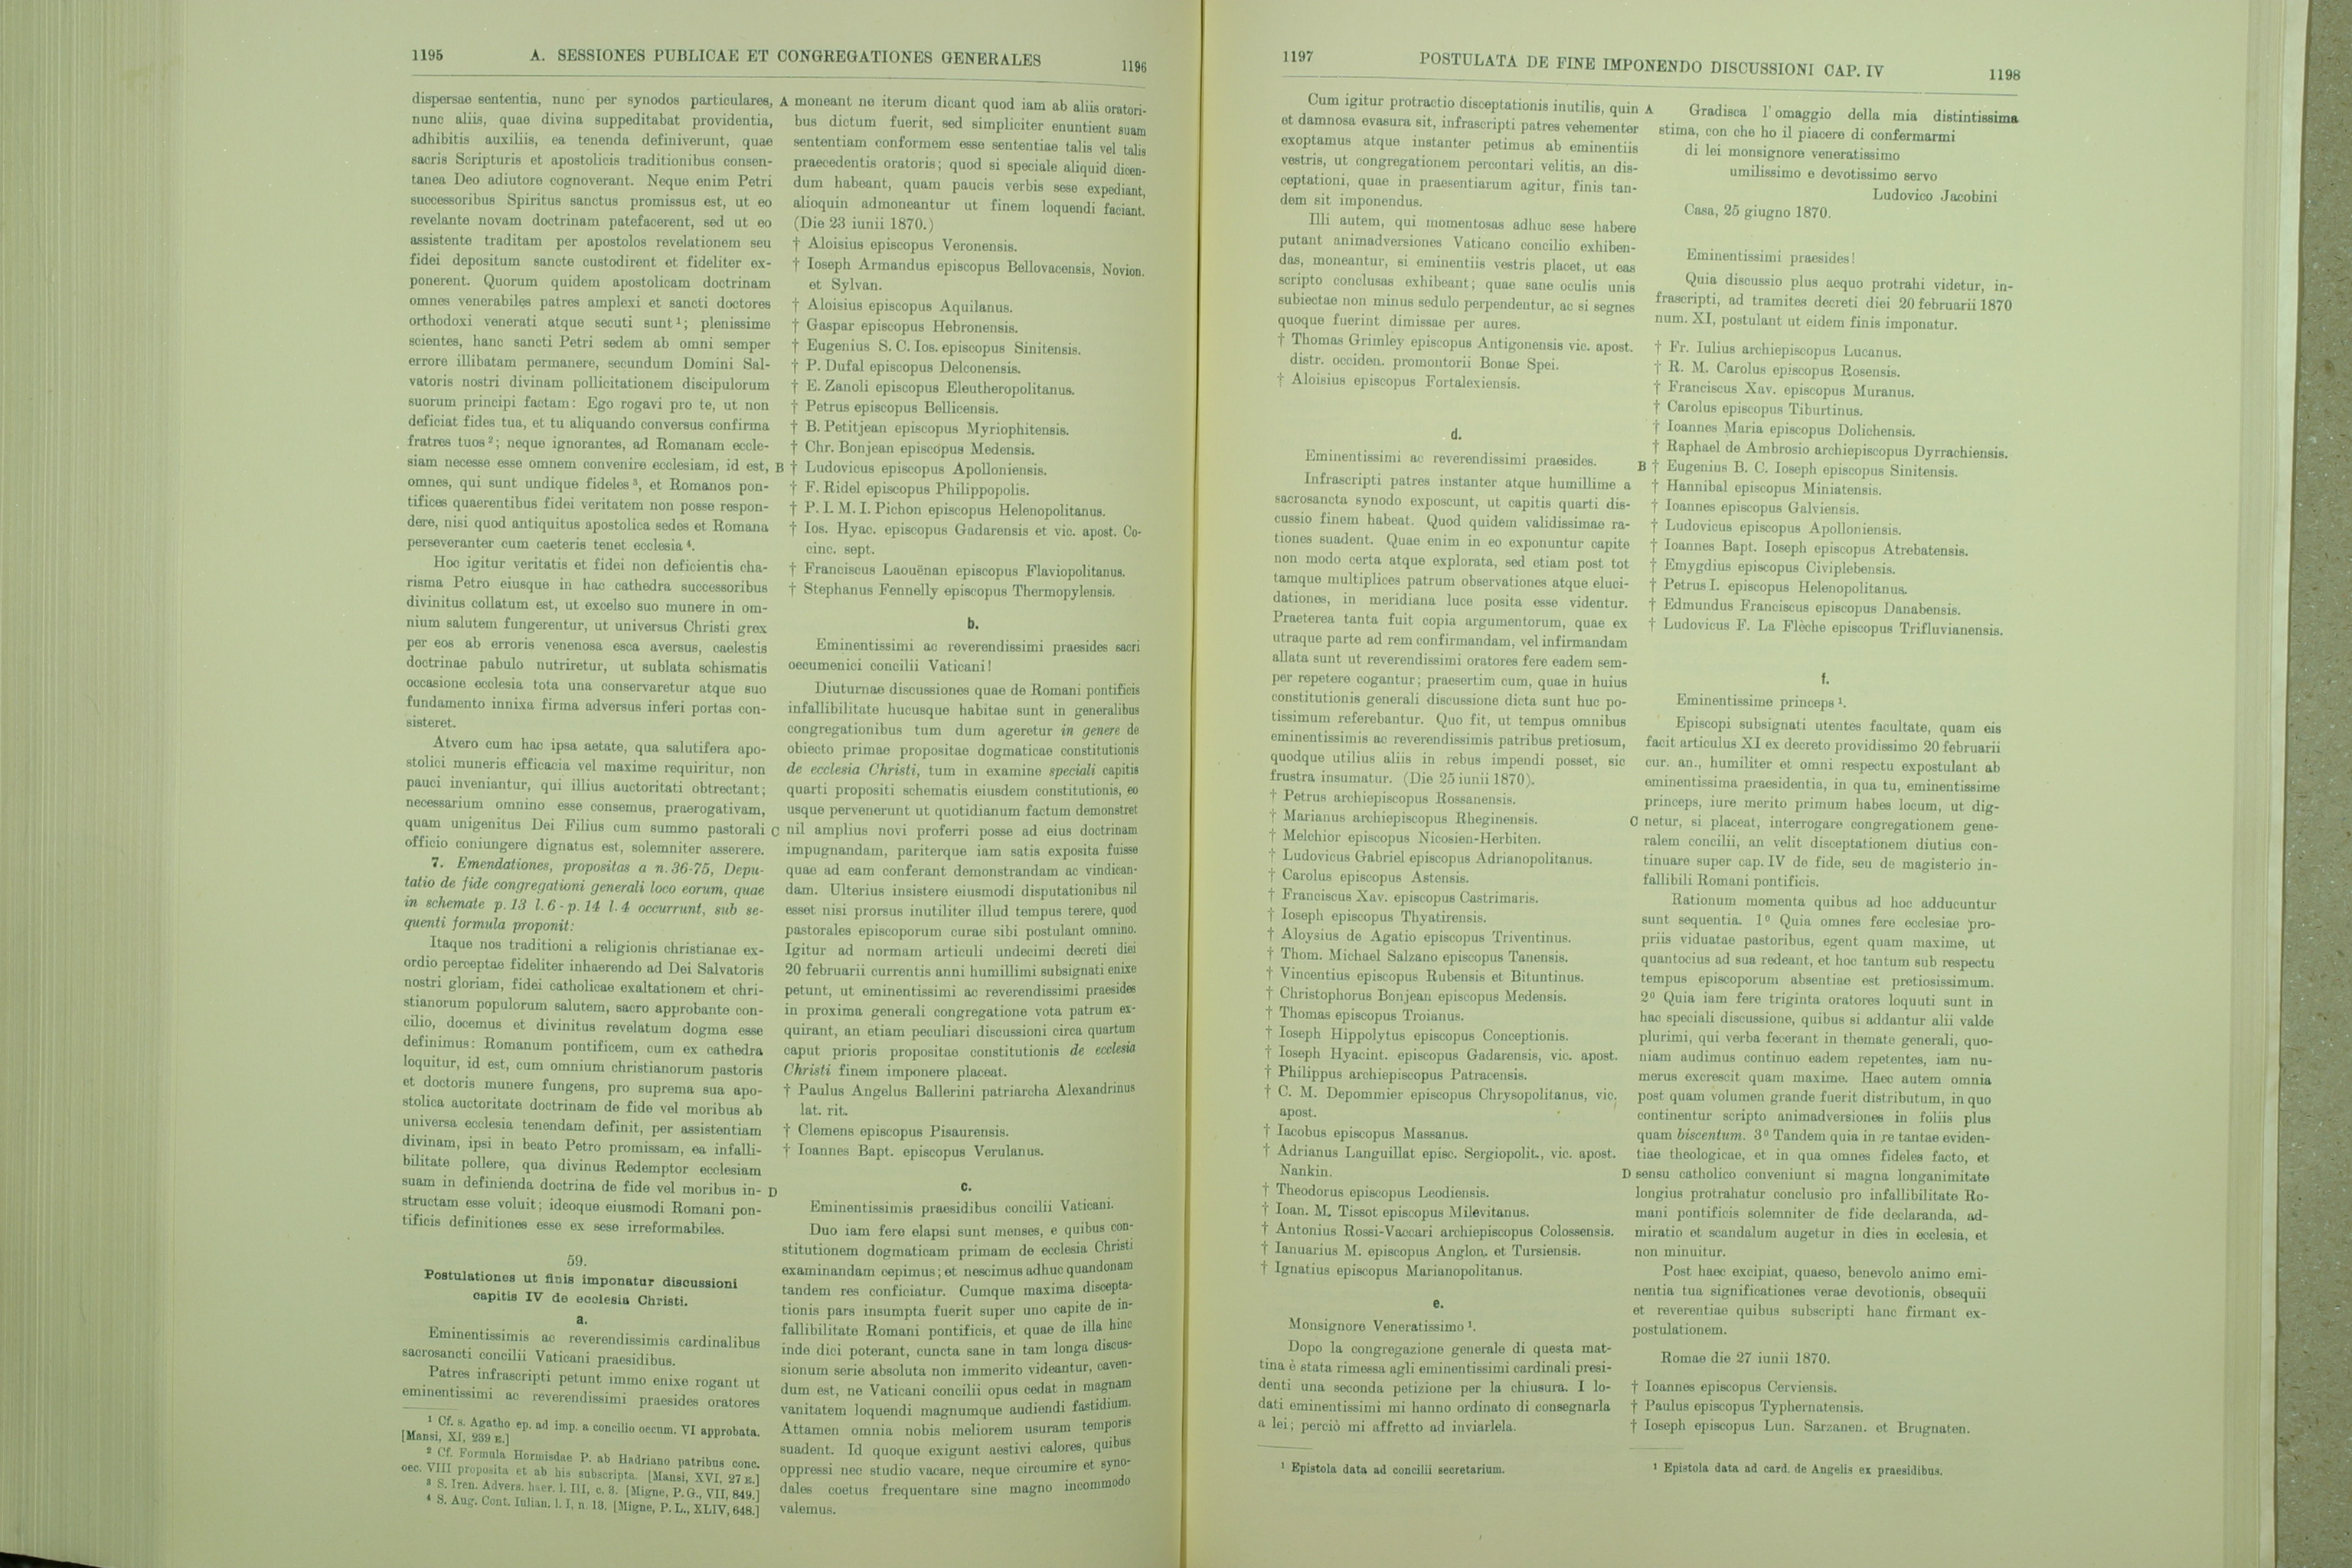 1195
A. SESSIONES PUBLICAE ET CONGREGATIONES GENERALES
1196
dispersae sententia, nunc per synodos particulares,
nunc aliis, quae divina suppeditabat providentia,
adhibitis auxiliis, ea tenenda definiverunt, quae
sacris Scripturis et apostolicis traditionibus consen-
tanea Deo adiutore cognoverant. Neque enim Petri
successoribus Spiritus sanctus promissus est, ut eo
revelante novam doctrinam patefacerent, sed ut eo
assistente traditam per apostolos revelationem seu
fidei depositum sancte custodirent et fideliter ex-
ponerent. Quorum quidem apostolicam doctrinam
omnes venerabiles patres amplexi et sancti doctores
orthodoxi venerati atque secuti sunt ¹; plenissime
scientes, hanc sancti Petri sedem ab omni semper
errore illibatam permanere, secundum Domini Sal-
vatoris nostri divinam pollicitationem discipulorum
suorum principi factam: Ego rogavi pro te, ut non
deficiat fides tua, et tu aliquando conversus confirma
fratres tuos ²; neque ignorantes, ad Romanam eccle-
siam necesse esse omnem convenire ecclesiam, id est,
omnes, qui sunt undique fideles ³, et Romanos pon-
tifices quaerentibus fidei veritatem non posse respon-
dere, nisi quod antiquitus apostolica sedes et Romana
perseveranter cum caeteris tenet ecclesia ⁴.
Hoc igitur veritatis et fidei non deficientis cha-
risma Petro eiusque in hac cathedra successoribus
divinitus collatum est, ut excelso suo munere in om-
nium salutem fungerentur, ut universus Christi grex
per eos ab erroris venenosa esca aversus, caelestis
doctrinae pabulo nutriretur, ut sublata schismatis
occasione ecclesia tota una conservaretur atque suo
fundamento innixa firma adversus inferi portas con-
sisteret.
Atvero cum hac ipsa aetate, qua salutifera apo-
stolici muneris efficacia vel maxime requiritur, non
pauci inveniantur, qui illius auctoritati obtrectant;
necessarium omnino esse censemus, praerogativam,
quam unigenitus Dei Filius cum summo pastorali
officio coniungere dignatus est, solemniter asserere.
7. Emendationes, propositas a n. 36-75, Depu-
tatio de fide congregationi generali loco eorum, quae
in schemate p. 13 l. 6 - p. 14 l. 4 occurrunt, sub se-
quenti formula proponit:
Itaque nos traditioni a religionis christianae ex-
ordio perceptae fideliter inhaerendo ad Dei Salvatoris
nostri gloriam, fidei catholicae exaltationem et chri-
stianorum populorum salutem, sacro approbante con-
cilio, docemus et divinitus revelatum dogma esse
definimus: Romanum pontificem, cum ex cathedra
loquitur, id est, cum omnium christianorum pastoris
et doctoris munere fungens, pro suprema sua apo-
stolica auctoritate doctrinam de fide vel moribus ab
universa ecclesia tenendam definit, per assistentiam
divinam, ipsi in beato Petro promissam, ea infalli-
bilitate pollere, qua divinus Redemptor ecclesiam
suam in definienda doctrina de fide vel moribus in-
structam esse voluit; ideoque eiusmodi Romani pon-
tificis definitiones esse ex sese irreformabiles.
59.
Postulationes ut finis imponatur discussioni
capitis IV de ecclesia Christi.
a.
Eminentissimis ac reverendissimis cardinalibus
sacrosancti concilii Vaticani praesidibus.
Patres infrascripti petunt immo enixe rogant ut
eminentissimi ac reverendissimi praesides oratores
¹ Cf. s. Agatho ep. ad imp. a concilio oecum. VI approbata.
[Mansi, XI, 239 E.]
² Cf. Formula Hormisdae P. ab Hadriano patribus conc.
oec. VIII proposita et ab his subscripta. [Mansi, XVI, 27 E.]
³ S. Iren. Advers. haer. l. III, c. 3. [Migne, P. G., VII, 849.]
⁴ S. Aug. Cont. Iulian. l. I, n. 13. [Migne, P. L., XLIV, 648.]
A
B
C
D
moneant ne iterum dicant quod iam ab aliis oratori-
bus dictum fuerit, sed simpliciter enuntient suam
sententiam conformem esse sententiae talis vel talis
praecedentis oratoris; quod si speciale aliquid dicen-
dum habeant, quam paucis verbis sese expediant,
alioquin admoneantur ut finem loquendi faciant.
(Die 23 iunii 1870.)
† Aloisius episcopus Veronensis.
† Ioseph Armandus episcopus Bellovacensis, Novion.
et Sylvan.
† Aloisius episcopus Aquilanus.
† Gaspar episcopus Hebronensis.
† Eugenius S. C. Ios. episcopus Sinitensis.
† P. Dufal episcopus Delconensis.
† E. Zanoli episcopus Eleutheropolitanus.
† Petrus episcopus Bellicensis.
† B. Petitjean episcopus Myriophitensis.
† Chr. Bonjean episcopus Medensis.
† Ludovicus episcopus Apolloniensis.
† F. Ridel episcopus Philippopolis.
† P. I. M. I. Pichon episcopus Helenopolitanus.
† Ios. Hyac. episcopus Gadarensis et vic. apost. Co-
cinc. sept.
† Franciscus Laouënan episcopus Flaviopolitanus.
† Stephanus Fennelly episcopus Thermopylensis.
b.
Eminentissimi ac reverendissimi praesides sacri
oecumenici concilii Vaticani!
Diuturnae discussiones quae de Romani pontificis
infallibilitate hucusque habitae sunt in generalibus
congregationibus tum dum ageretur in genere de
obiecto primae propositae dogmaticae constitutionis
de ecclesia Christi, tum in examine speciali capitis
quarti propositi schematis eiusdem constitutionis, eo
usque pervenerunt ut quotidianum factum demonstret
nil amplius novi proferri posse ad eius doctrinam
impugnandam, pariterque iam satis exposita fuisse
quae ad eam conferant demonstrandam ac vindican-
dam. Ulterius insistere eiusmodi disputationibus nil
esset nisi prorsus inutiliter illud tempus terere, quod
pastorales episcoporum curae sibi postulant omnino.
Igitur ad normam articuli undecimi decreti diei
20 februarii currentis anni humillimi subsignati enixe
petunt, ut eminentissimi ac reverendissimi praesides
in proxima generali congregatione vota patrum ex-
quirant, an etiam peculiari discussioni circa quartum
caput prioris propositae constitutionis de ecclesia
Christi finem imponere placeat.
† Paulus Angelus Ballerini patriarcha Alexandrinus
lat. rit.
† Clemens episcopus Pisaurensis.
† Ioannes Bapt. episcopus Verulanus.
c.
Eminentissimis praesidibus concilii Vaticani.
Duo iam fere elapsi sunt menses, e quibus con-
stitutionem dogmaticam primam de ecclesia Christi
examinandam cepimus; et nescimus adhuc quandonam
tandem res conficiatur. Cumque maxima discepta-
tionis pars insumpta fuerit super uno capite de in-
fallibilitate Romani pontificis, et quae de illa hinc
inde dici poterant, cuncta sane in tam longa discus-
sionum serie absoluta non immerito videantur, caven-
dum est, ne Vaticani concilii opus cedat in magnam
vanitatem loquendi magnumque audiendi fastidium.
Attamen omnia nobis meliorem usuram temporis
suadent. Id quoque exigunt aestivi calores, quibus
oppressi nec studio vacare, neque circumire et syno-
dales coetus frequentare sine magno incommodo
valemus.
1197
POSTULATA DE FINE IMPONENDO DISCUSSIONI CAP. IV
1198
Cum igitur protractio disceptationis inutilis, quin
et damnosa evasura sit, infrascripti patres vehementer
exoptamus atque instanter petimus ab eminentiis
vestris, ut congregationem percontari velitis, an dis-
ceptationi, quae in praesentiarum agitur, finis tan-
dem sit imponendus.
Illi autem, qui momentosas adhuc sese habere
putant animadversiones Vaticano concilio exhiben-
das, moneantur, si eminentiis vestris placet, ut eas
scripto conclusas exhibeant; quae sane oculis unis
subiectae non minus sedulo perpendentur, ac si segnes
quoque fuerint dimissae per aures.
† Thomas Grimley episcopus Antigonensis vic. apost.
distr. occiden. promontorii Bonae Spei.
† Aloisius episcopus Fortalexiensis.
d.
Eminentissimi ac reverendissimi praesides.
Infrascripti patres instanter atque humillime a
sacrosancta synodo exposcunt, ut capitis quarti dis-
cussio finem habeat. Quod quidem validissimae ra-
tiones suadent. Quae enim in eo exponuntur capite
non modo certa atque explorata, sed etiam post tot
tamque multiplices patrum observationes atque eluci-
dationes, in meridiana luce posita esse videntur.
Praeterea tanta fuit copia argumentorum, quae ex
utraque parte ad rem confirmandam, vel infirmandam
allata sunt ut reverendissimi oratores fere eadem sem-
per repetere cogantur; praesertim cum, quae in huius
constitutionis generali discussione dicta sunt huc po-
tissimum referebantur. Quo fit, ut tempus omnibus
eminentissimis ac reverendissimis patribus pretiosum,
quodque utilius aliis in rebus impendi posset, sic
frustra insumatur. (Die 25 iunii 1870).
† Petrus archiepiscopus Rossanensis.
† Marianus archiepiscopus Rheginensis.
† Melchior episcopus Nicosien-Herbiten.
† Ludovicus Gabriel episcopus Adrianopolitanus.
† Carolus episcopus Astensis.
† Franciscus Xav. episcopus Castrimaris.
† Ioseph episcopus Thyatirensis.
† Aloysius de Agatio episcopus Triventinus.
† Thom. Michael Salzano episcopus Tanensis.
† Vincentius episcopus Rubensis et Bituntinus.
† Christophorus Bonjean episcopus Medensis.
† Thomas episcopus Troianus.
† Ioseph Hippolytus episcopus Conceptionis.
† Ioseph Hyacint. episcopus Gadarensis, vic. apost.
† Philippus archiepiscopus Patracensis.
† C. M. Depommier episcopus Chrysopolitanus, vic.
apost.
† Iacobus episcopus Massanus.
† Adrianus Languillat episc. Sergiopolit., vic. apost.
Nankin.
† Theodorus episcopus Leodiensis.
† Ioan. M. Tissot episcopus Milevitanus.
† Antonius Rossi-Vaccari archiepiscopus Colossensis.
† Ianuarius M. episcopus Anglon. et Tursiensis.
† Ignatius episcopus Marianopolitanus.
e.
Monsignore Veneratissimo ¹.
Dopo la congregazione generale di questa mat-
tina è stata rimessa agli eminentissimi cardinali presi-
denti una seconda petizione per la chiusura. I lo-
dati eminentissimi mi hanno ordinato di consegnarla
a lei; perciò mi affretto ad inviarlela.
¹ Epistola data ad concilii secretarium.
A
B
C
D
Gradisca l'omaggio della mia distintissima
stima, con che ho il piacere di confermarmi
di lei monsignore veneratissimo
umilissimo e devotissimo servo
Ludovico Jacobini
Casa, 25 giugno 1870.
Eminentissimi praesides!
Quia discussio plus aequo protrahi videtur, in-
frascripti, ad tramites decreti diei 20 februarii 1870
num. XI, postulant ut eidem finis imponatur.
† Fr. Iulius archiepiscopus Lucanus.
† R. M. Carolus episcopus Rosensis.
† Franciscus Xav. episcopus Muranus.
† Carolus episcopus Tiburtinus.
† Ioannes Maria episcopus Dolichensis.
† Raphael de Ambrosio archiepiscopus Dyrrachiensis.
† Eugenius B. C. Ioseph episcopus Sinitensis.
† Hannibal episcopus Miniatensis.
† Ioannes episcopus Galviensis.
† Ludovicus episcopus Apolloniensis.
† Ioannes Bapt. Ioseph episcopus Atrebatensis.
† Emygdius episcopus Civiplebensis.
† Petrus I. episcopus Helenopolitanus.
† Edmundus Franciscus episcopus Danabensis.
† Ludovicus F. La Flèche episcopus Trifluvianensis.
f.
Eminentissime princeps ¹.
Episcopi subsignati utentes facultate, quam eis
facit articulus XI ex decreto providissimo 20 februarii
cur. an., humiliter et omni respectu expostulant ab
eminentissima praesidentia, in qua tu, eminentissime
princeps, iure merito primum habes locum, ut dig-
netur, si placeat, interrogare congregationem gene-
ralem concilii, an velit disceptationem diutius con-
tinuare super cap. IV de fide, seu de magisterio in-
fallibili Romani pontificis.
Rationum momenta quibus ad hoc adducuntur
sunt sequentia. 1⁰ Quia omnes fere ecclesiae pro-
priis viduatae pastoribus, egent quam maxime, ut
quantocius ad sua redeant, et hoc tantum sub respectu
tempus episcoporum absentiae est pretiosissimum.
2⁰ Quia iam fere triginta oratores loquuti sunt in
hac speciali discussione, quibus si addantur alii valde
plurimi, qui verba fecerant in themate generali, quo-
niam audimus continuo eadem repetentes, iam nu-
merus excrescit quam maxime. Haec autem omnia
post quam volumen grande fuerit distributum, in quo
continentur scripto animadversiones in foliis plus
quam biscentum. 3⁰ Tandem quia in re tantae eviden-
tiae theologicae, et in qua omnes fideles facto, et
sensu catholico conveniunt si magna longanimitate
longius protrahatur conclusio pro infallibilitate Ro-
mani pontificis solemniter de fide declaranda, ad-
miratio et scandalum augetur in dies in ecclesia, et
non minuitur.
Post haec excipiat, quaeso, benevolo animo emi-
nentia tua significationes verae devotionis, obsequii
et reverentiae quibus subscripti hanc firmant ex-
postulationem.
Romae die 27 iunii 1870.
† Ioannes episcopus Cerviensis.
† Paulus episcopus Typhernatensis.
† Ioseph episcopus Lun. Sarzanen. et Brugnaten.
¹ Epistola data ad card. de Angelis ex praesidibus.